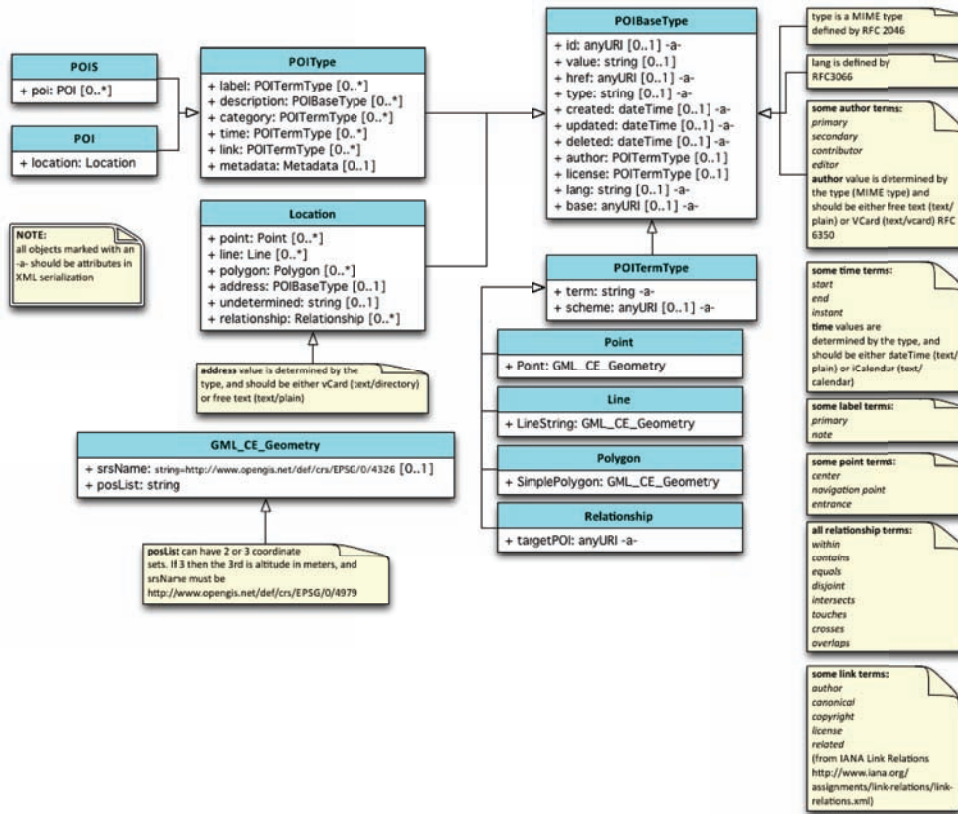 POIS
+ poi: POI [0..*]
POI
+ location: Location
NOTE:
all objects marked with an
-a- should be attributes in
XML serialization
POIType
+ label: POITermType [0..*]
+ description: POIBaseType [0..*]
+ category: POITermType [0..*]
+ time: POITermType [0..*]
+ link: POITermType [0..*]
+ metadata: Metadata [0..1]
Location
+ point: Point [0..*]
+ line: Line [0..*]
+ polygon: Polygon [0..*]
+ address: POIBaseType [0..1]
+ undetermined: string [0..1]
+ relationship: Relationship [0..*]
address value is determined by the
type, and should be either vCard (text/directory)
or free text (text/plain)
GML_CE_Geometry
+ srsName: string=http://www.opengis.net/def/crs/EPSG/0/4326 [0..1]
+ posList: string
posList can have 2 or 3 coordinate
sets. If 3 then the 3rd is altitude in meters, and
srsName must be
http://www.opengis.net/def/crs/EPSG/0/4979
POIBaseType
+ id: anyURI [0..1] -a-
+ value: string [0..1]
+ href: anyURI [0..1] -a-
+ type: string [0..1] -a-
+ created: dateTime [0..1] -a-
+ updated: dateTime [0..1] -a-
+ deleted: dateTime [0..1] -a-
+ author: POITermType [0..1]
+ license: POITermType [0..1]
+ lang: string [0..1] -a-
+ base: anyURI [0..1] -a-
POITermType
+ term: string -a-
+ scheme: anyURI [0..1] -a-
Point
+ Pont: GML_CE_Geometry
Line
+ LineString: GML_CE_Geometry
Polygon
+ SimplePolygon: GML_CE_Geometry
Relationship
+ targetPOI: anyURI -a-
type is a MIME type
defined by RFC 2046
lang is defined by
RFC3066
some author terms:
primary
secondary
contributor
editor
author value is determined by
the type (MIME type) and
should be either free text (text/
plain) or VCard (text/vcard) RFC
6350
some time terms:
start
end
instant
time values are
determined by the type, and
should be either dateTime (text/
plain) or iCalendar (text/
calendar)
some label terms:
primary
note
some point terms:
center
navigation point
entrance
all relationship terms:
within
contains
equals
disjoint
intersects
touches
crosses
overlaps
some link terms:
author
canonical
copyright
license
related
(from IANA Link Relations
http://www.iana.org/
assignments/link-relations/link-
relations.xml)